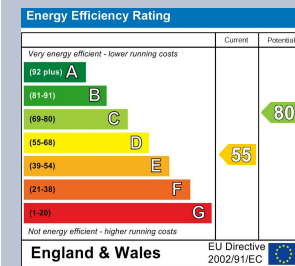 Energy Efficiency Rating
Current Potential
Very energy efficient - lower running costs
(92 plus) A
(81-91) B
(69-80) C
80
(55-68) D
55
(39-54) E
(21-38) F
(1-20) G
Not energy efficient - higher running costs
England & Wales
EU Directive
2002/91/EC